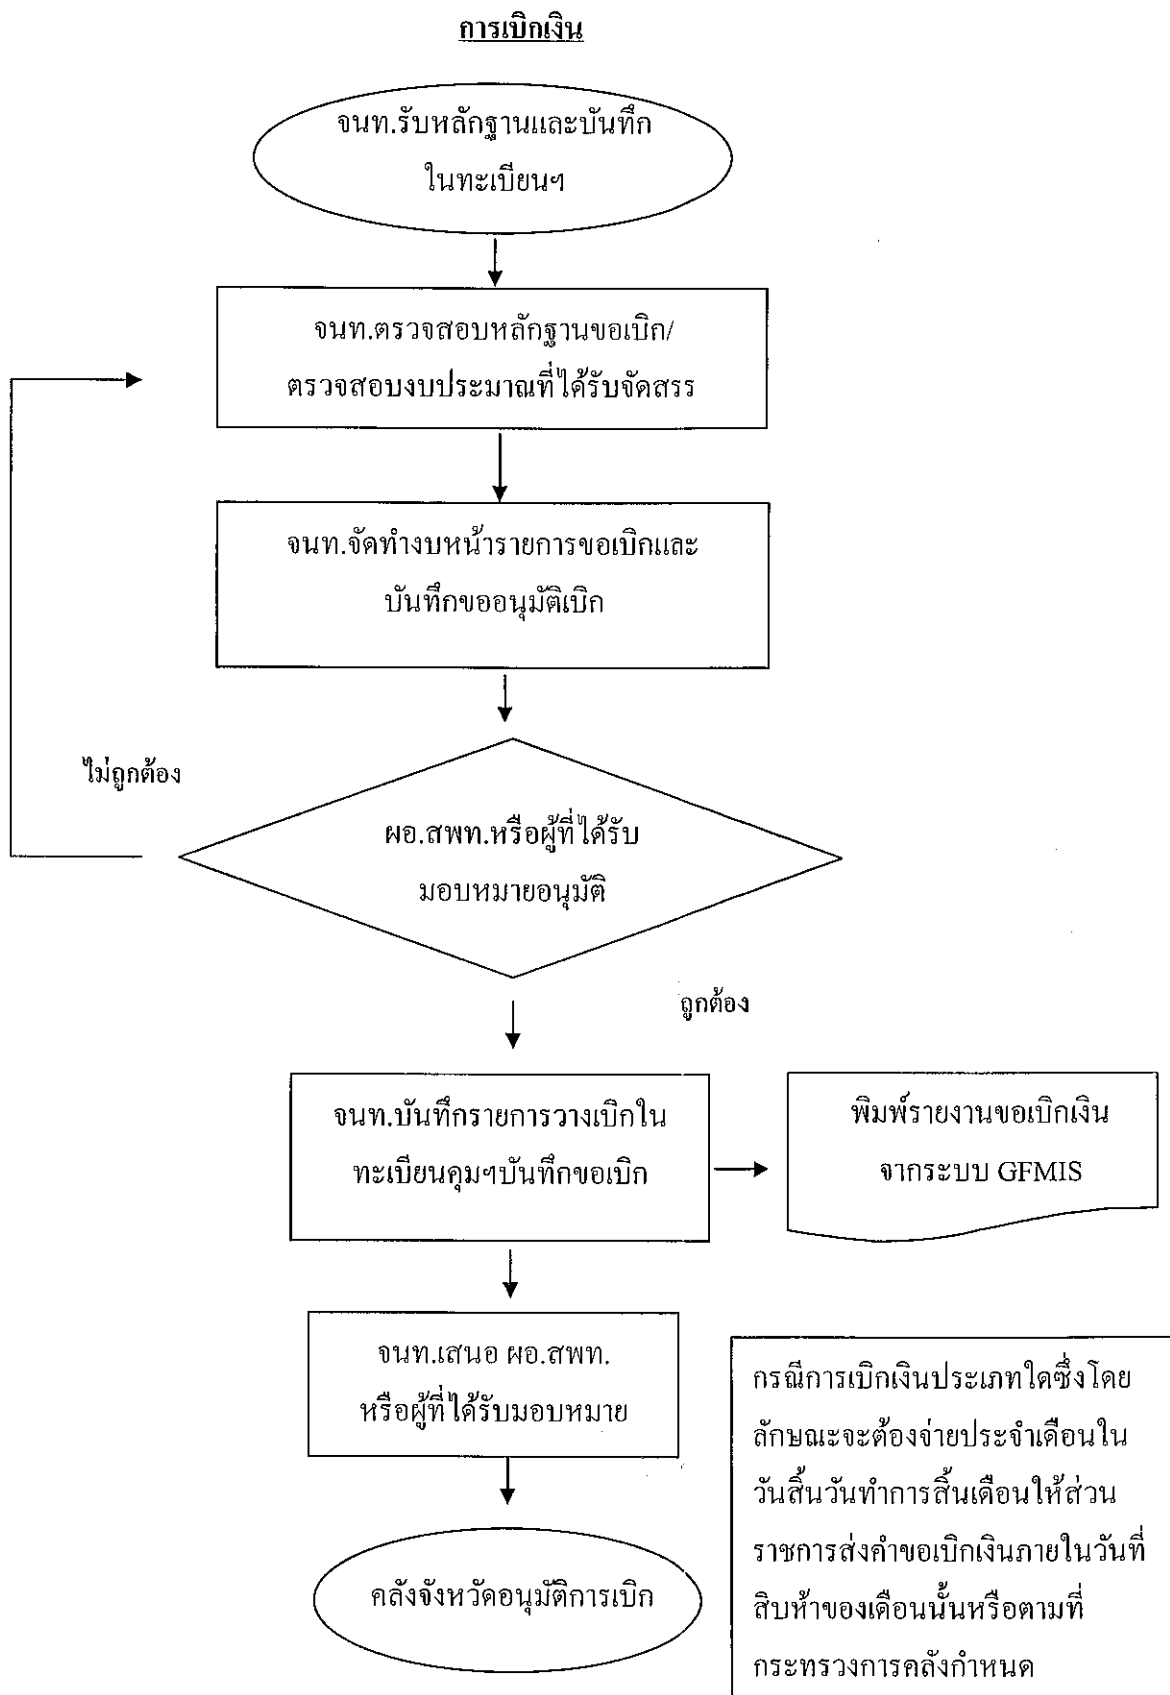 การเบิกเงิน
จนท.รับหลักฐานและบันทึก
ในทะเบียนฯ
จนท.ตรวจสอบหลักฐานขอเบิก/
ตรวจสอบงบประมาณที่ได้รับจัดสรร
จนท.จัดทำงบหน้ารายการขอเบิกและ
บันทึกขออนุมัติเบิก
ไม่ถูกต้อง
ผอ.สพท.หรือผู้ที่ได้รับ
มอบหมายอนุมัติ
ถูกต้อง
จนท.บันทึกรายการวางเบิกใน
ทะเบียนคุมฯบันทึกขอเบิก
พิมพ์รายงานขอเบิกเงิน
จากระบบ GFMIS
จนท.เสนอ ผอ.สพท.
หรือผู้ที่ได้รับมอบหมาย
คลังจังหวัดอนุมัติการเบิก
กรณีการเบิกเงินประเภทใดซึ่งโดย
ลักษณะจะต้องจ่ายประจำเดือนใน
วันสิ้นวันทำการสิ้นเดือนให้ส่วน
ราชการส่งคำขอเบิกเงินภายในวันที่
สิบห้าของเดือนนั้นหรือตามที่
กระทรวงการคลังกำหนด